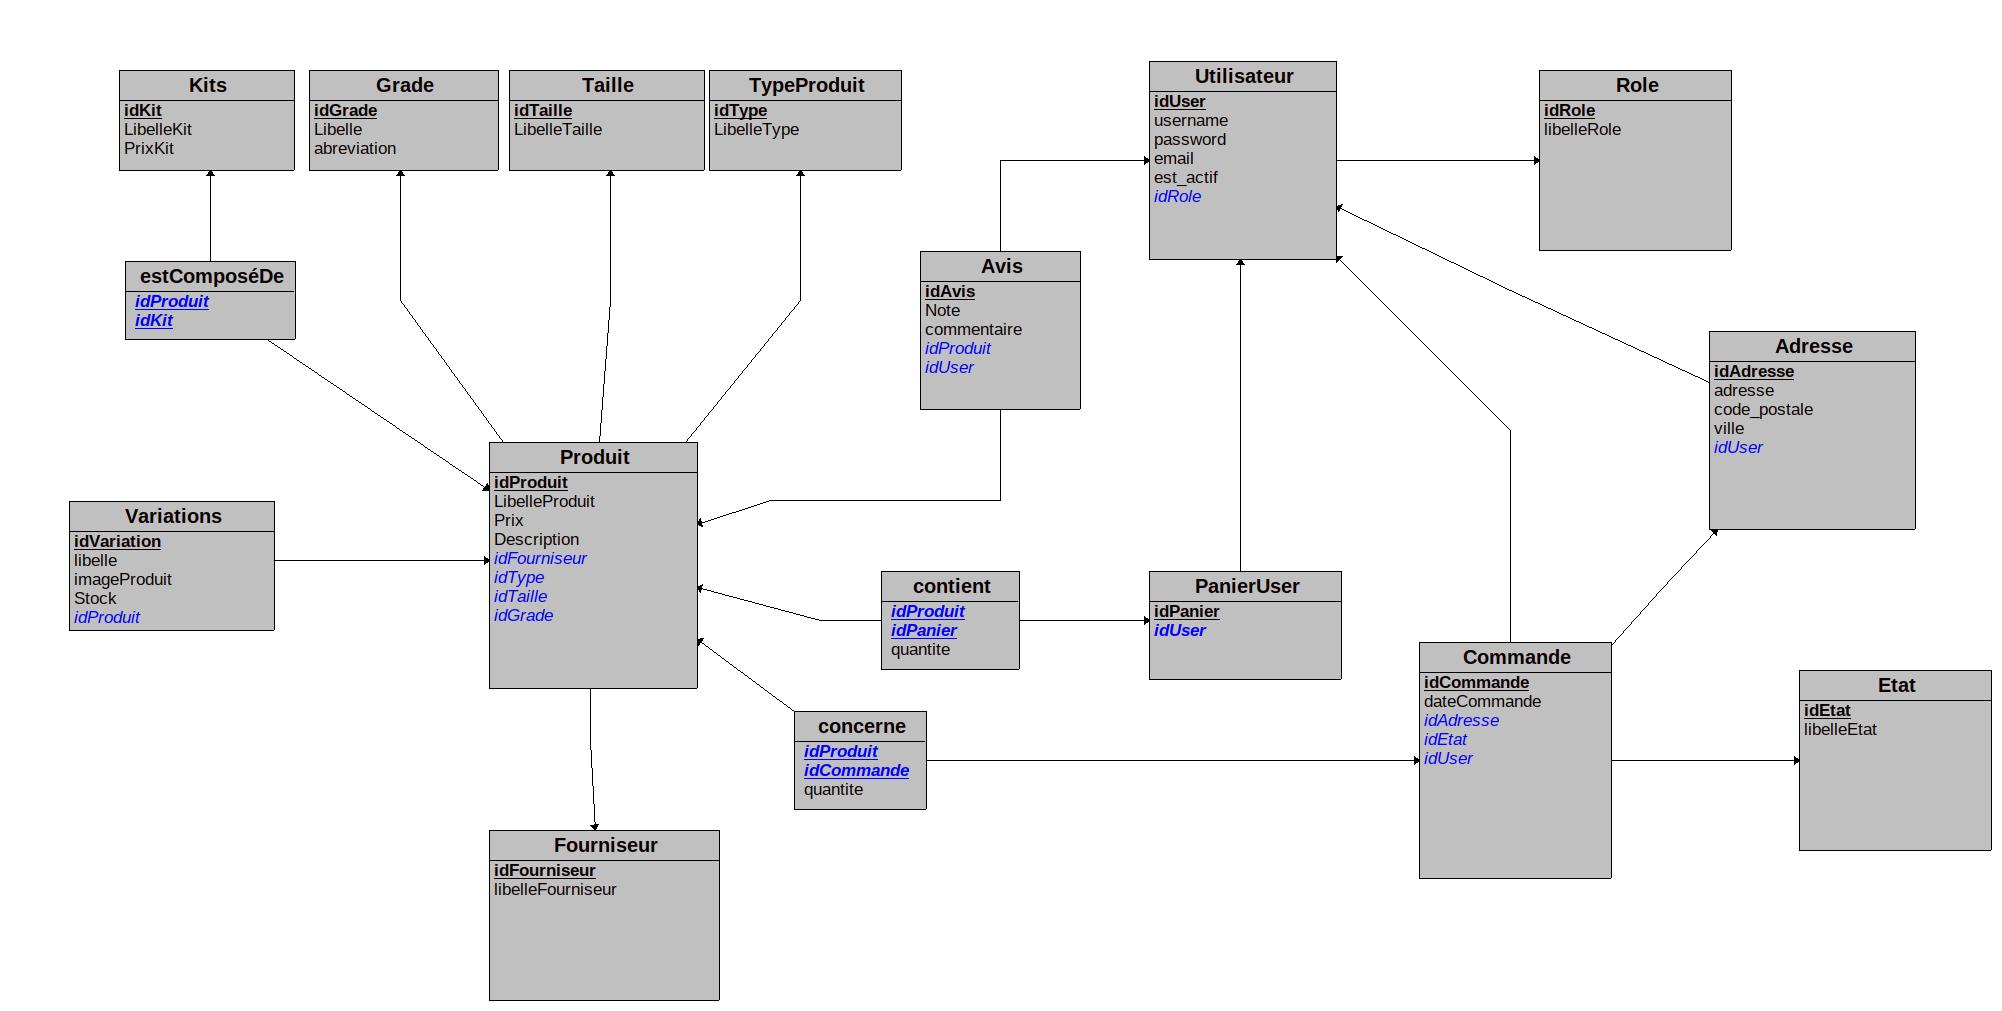 Kits
idKit
LibelleKit
PrixKit
Grade
idGrade
Libelle
abreviation
Taille
idTaille
LibelleTaille
TypeProduit
idType
LibelleType
Utilisateur
idUser
username
password
email
est_actif
idRole
Role
idRole
libelleRole
estComposéDe
idProduit
idKit
Avis
idAvis
Note
commentaire
idProduit
idUser
Adresse
idAdresse
adresse
code_postale
ville
idUser
Produit
idProduit
LibelleProduit
Prix
Description
idFourniseur
idType
idTaille
idGrade
Variations
idVariation
libelle
imageProduit
Stock
idProduit
contient
idProduit
idPanier
quantite
PanierUser
idPanier
idUser
Commande
idCommande
dateCommande
idAdresse
idEtat
idUser
Etat
idEtat
libelleEtat
concerne
idProduit
idCommande
quantite
Fourniseur
idFourniseur
libelleFourniseur